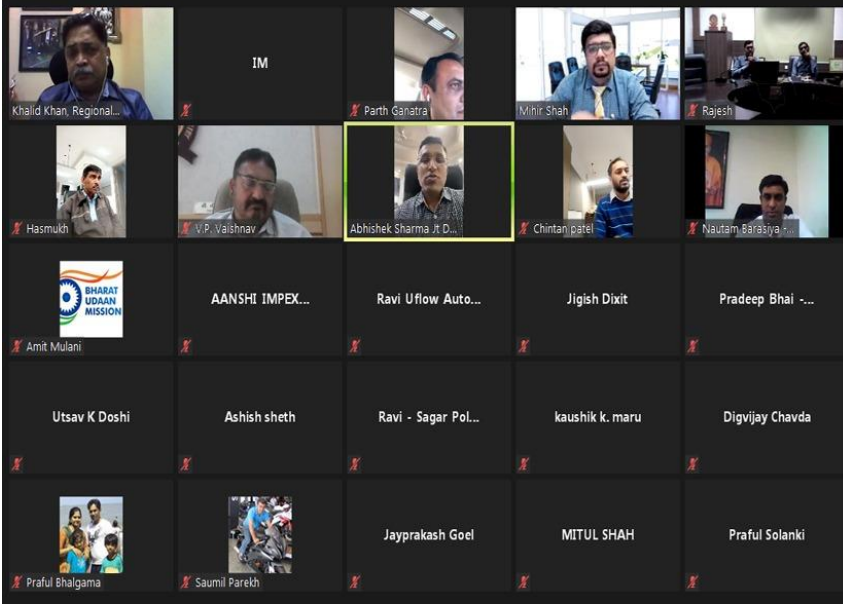 Khalid Khan, Regional...
IM
Parth Ganatra
Mihir Shah
Rajesh
Hasmukh
V.P. Vaishnav
Abhishek Sharma Jt D...
Chintan patel
Nautam Barasiya -...
BHARAT
UDAAN
MISSION
Amit Mulani
AANSHI IMPEX...
Ravi Uflow Auto...
Jigish Dixit
Pradeep Bhai -...
Utsav K Doshi
Ashish sheth
Ravi - Sagar Pol...
kaushik k. maru
Digvijay Chavda
Praful Bhalgama
Saumil Parekh
Jayprakash Goel
MITUL SHAH
Praful Solanki